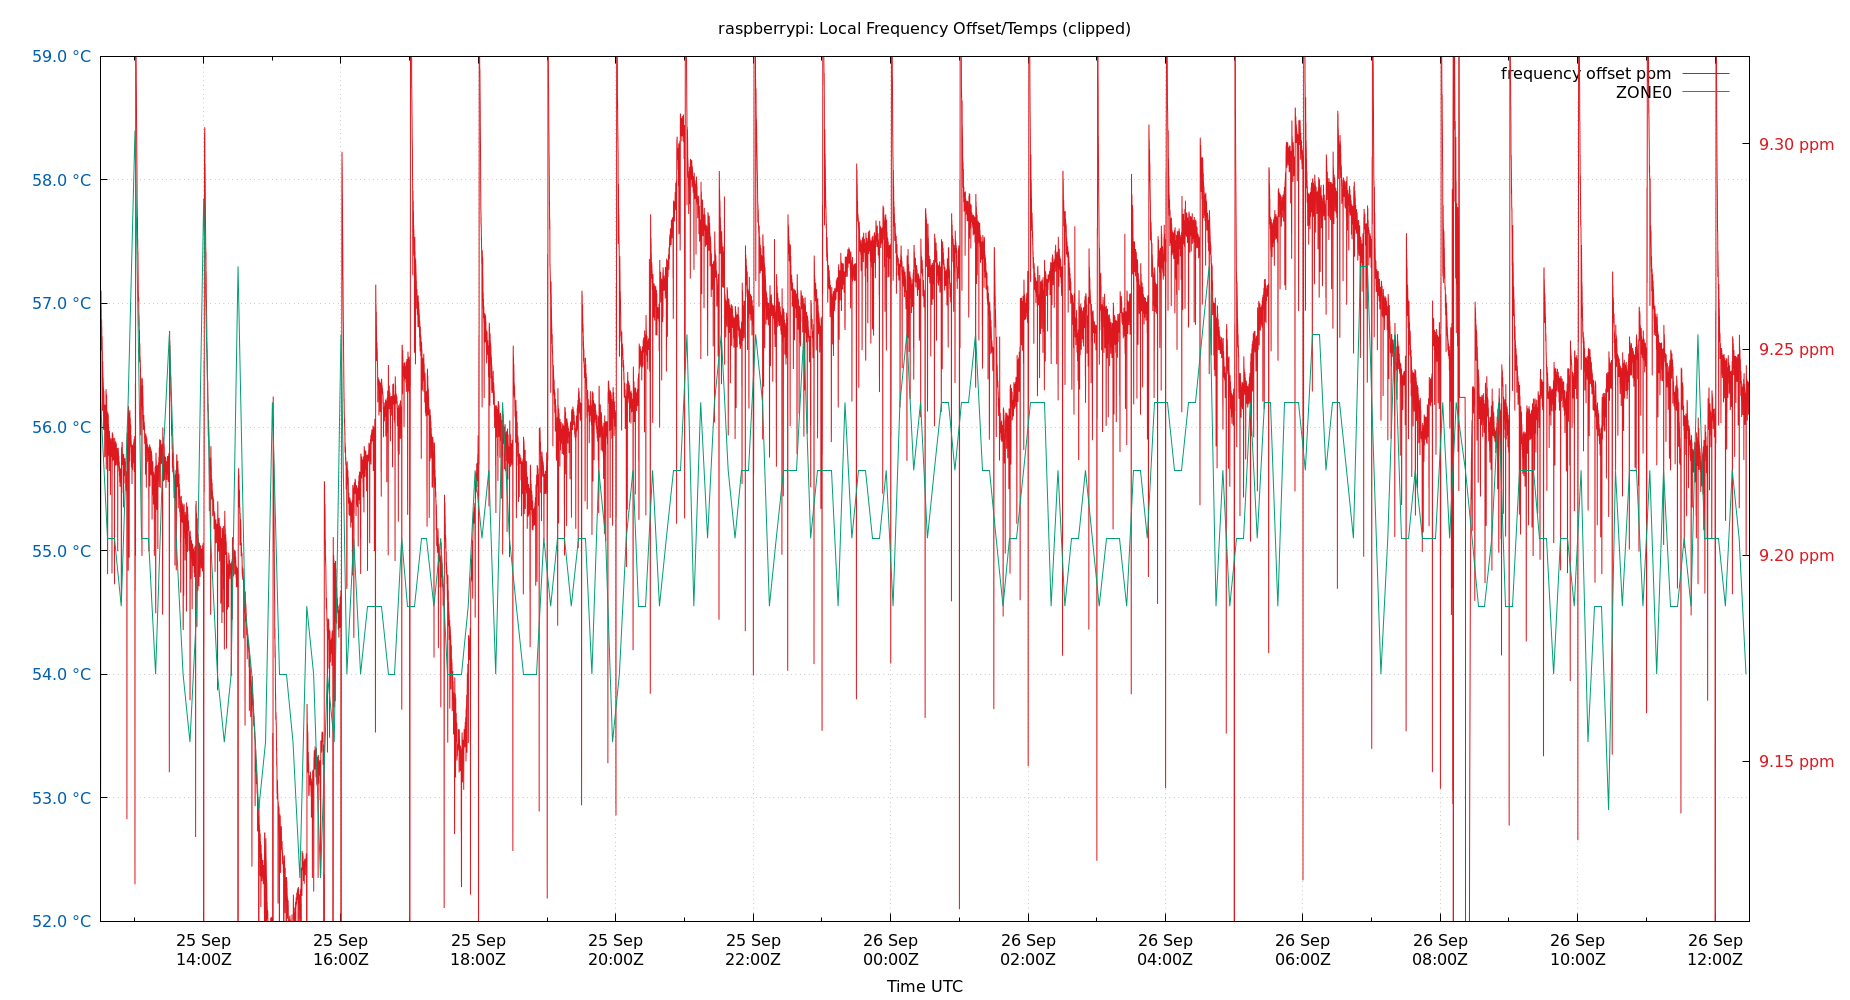 raspberrypi: Local Frequency Offset/Temps (clipped)
frequency offset ppm
ZONE0
59.0 °C
58.0 °C
57.0 °C
56.0 °C
55.0 °C
54.0 °C
53.0 °C
52.0 °C
9.30 ppm
9.25 ppm
9.20 ppm
9.15 ppm
25 Sep
14:00Z
25 Sep
16:00Z
25 Sep
18:00Z
25 Sep
20:00Z
25 Sep
22:00Z
26 Sep
00:00Z
26 Sep
02:00Z
26 Sep
04:00Z
26 Sep
06:00Z
26 Sep
08:00Z
26 Sep
10:00Z
26 Sep
12:00Z
Time UTC